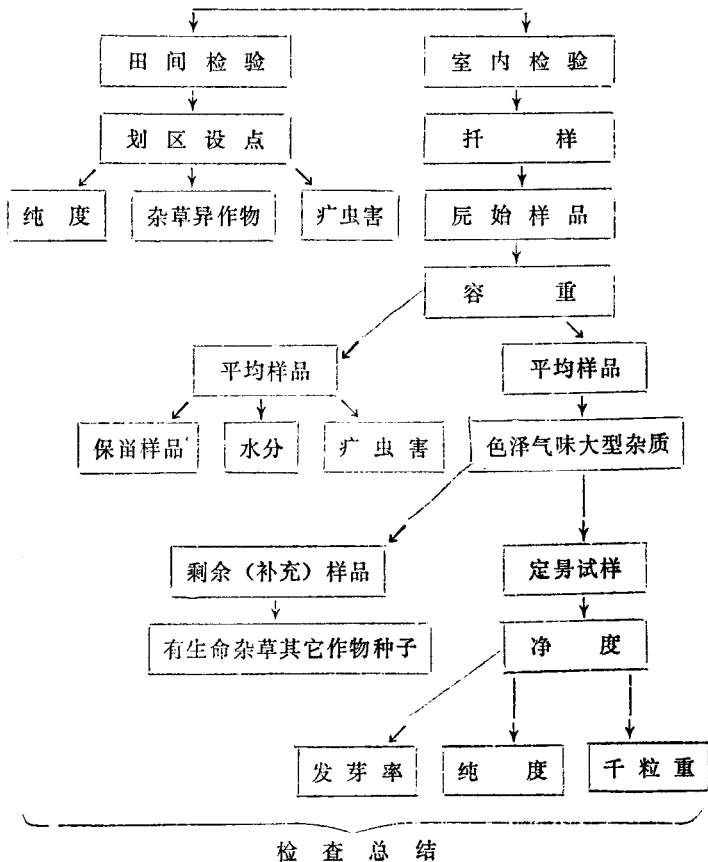 田间检验 室内检验
划区设点 扦样
纯度 杂草异作物 疒虫害 原始样品
容重
平均样品 平均样品
保畄样品 水分 疒虫害 色泽气味大型杂质
剩余（补充）样品 定量试样
有生命杂草其它作物种子 净度
发芽率 纯度 千粒重
检查总结